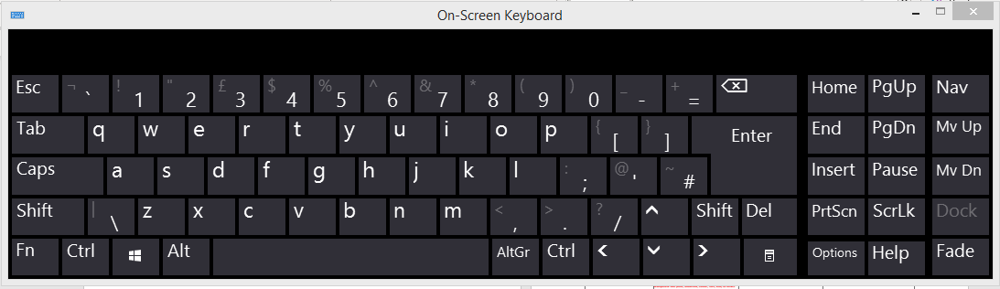 On-Screen Keyboard
Esc ¬ ` ! 1 " 2 £ 3 $ 4 % 5 ^ 6 & 7 * 8 ( 9 ) 0 _ - + = Home PgUp Nav
Tab q w e r t y u i o p { [ } ] Enter End PgDn Mv Up
Caps a s d f g h j k l : ; @ ' ~ # Insert Pause Mv Dn
Shift | \ z x c v b n m < , > . ? / Shift Del PrtScn ScrLk Dock
Fn Ctrl Alt AltGr Ctrl Options Help Fade